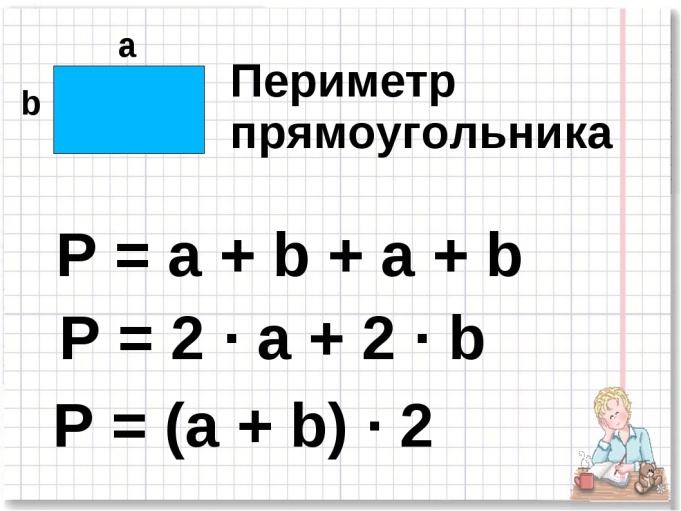 a
b
Периметр
прямоугольника
P = a + b + a + b
P = 2 · a + 2 · b
P = (a + b) · 2